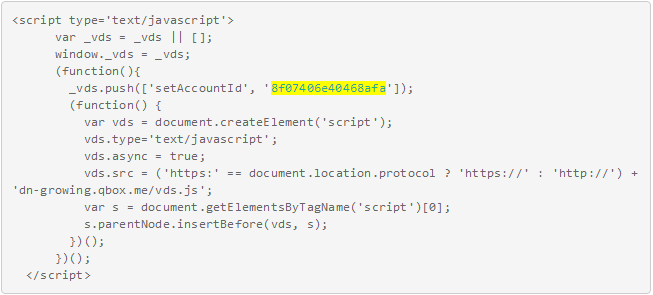 <script type='text/javascript'>
      var _vds = _vds || [];
      window._vds = _vds;
      (function(){
        _vds.push(['setAccountId', '8f07406e40468afa']);
        (function() {
          var vds = document.createElement('script');
          vds.type='text/javascript';
          vds.async = true;
          vds.src = ('https:' == document.location.protocol ? 'https://' : 'http://') +
'dn-growing.qbox.me/vds.js';
          var s = document.getElementsByTagName('script')[0];
          s.parentNode.insertBefore(vds, s);
        })();
      })();
  </script>